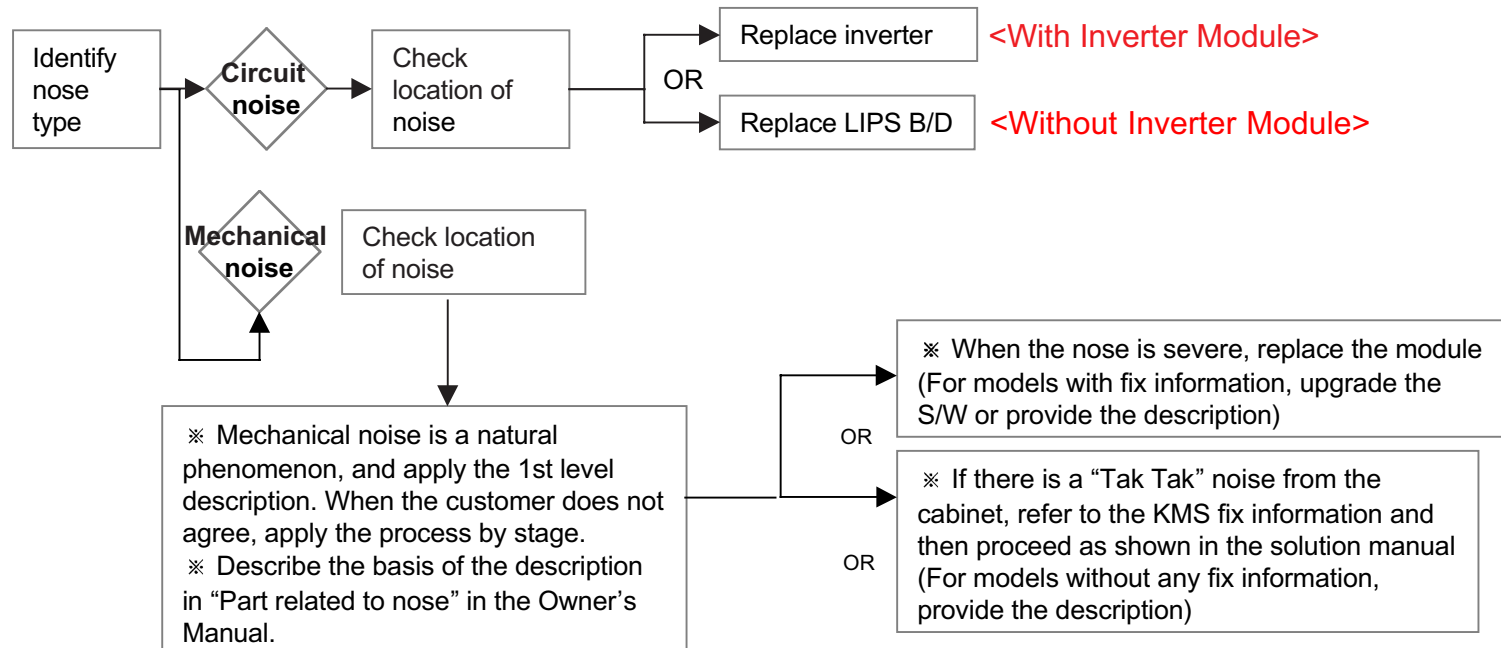 Identify
nose
type
Circuit
noise
Check
location of
noise
Replace inverter
<With Inverter Module>
OR
Replace LIPS B/D
<Without Inverter Module>
Mechanical
noise
Check location
of noise
※ Mechanical noise is a natural
phenomenon, and apply the 1st level
description. When the customer does not
agree, apply the process by stage.
※ Describe the basis of the description
in “Part related to nose” in the Owner’s
Manual.
※ When the nose is severe, replace the module
(For models with fix information, upgrade the
S/W or provide the description)
OR
※ If there is a “Tak Tak” noise from the
cabinet, refer to the KMS fix information and
then proceed as shown in the solution manual
(For models without any fix information,
provide the description)
OR